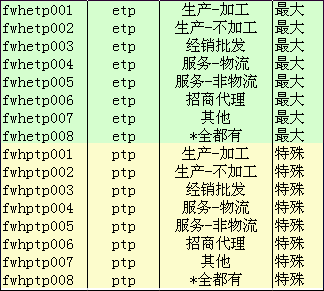 fwhetp001 etp 生产-加工 最大
fwhetp002 etp 生产-不加工 最大
fwhetp003 etp 经销批发 最大
fwhetp004 etp 服务-物流 最大
fwhetp005 etp 服务-非物流 最大
fwhetp006 etp 招商代理 最大
fwhetp007 etp 其他 最大
fwhetp008 etp *全都有 最大
fwhptp001 ptp 生产-加工 特殊
fwhptp002 ptp 生产-不加工 特殊
fwhptp003 ptp 经销批发 特殊
fwhptp004 ptp 服务-物流 特殊
fwhptp005 ptp 服务-非物流 特殊
fwhptp006 ptp 招商代理 特殊
fwhptp007 ptp 其他 特殊
fwhptp008 ptp *全都有 特殊